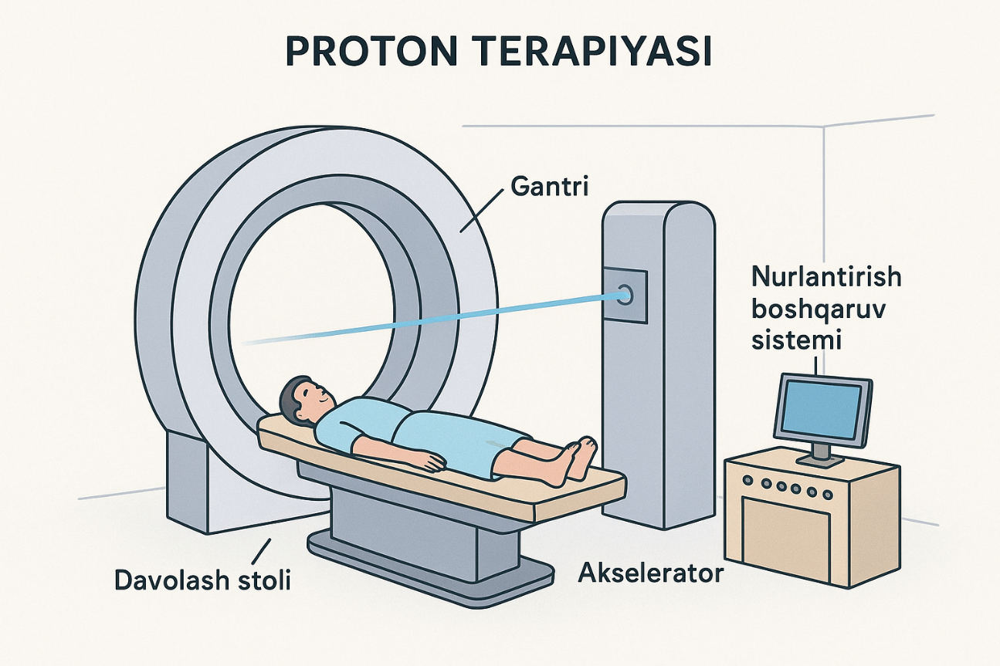 PROTON TERAPIYASI
Gantri
Nurlantirish
boshqaruv
sistemi
Davolash stoli
Akselerator